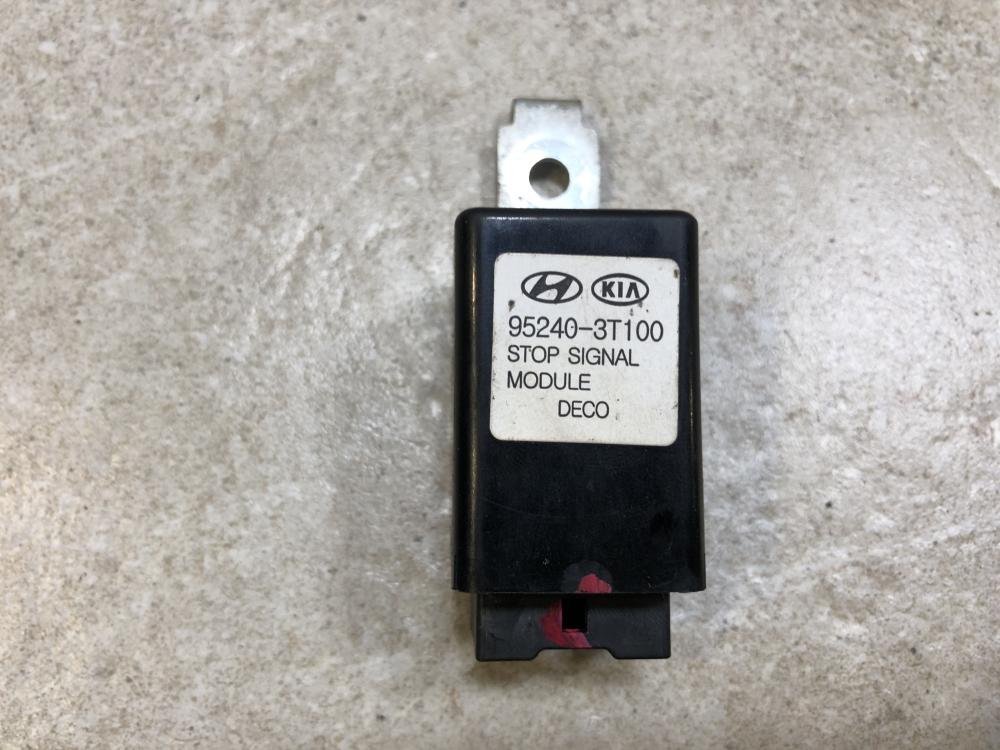 KIA
95240-3T100
STOP SIGNAL
MODULE
DECO